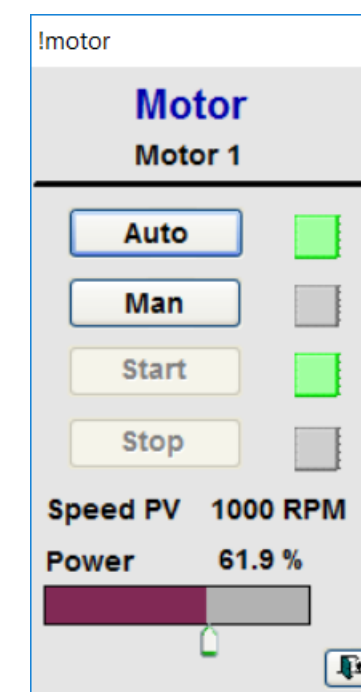 !motor
Motor
Motor 1
Auto
Man
Start
Stop
Speed PV 1000 RPM
Power 61.9 %